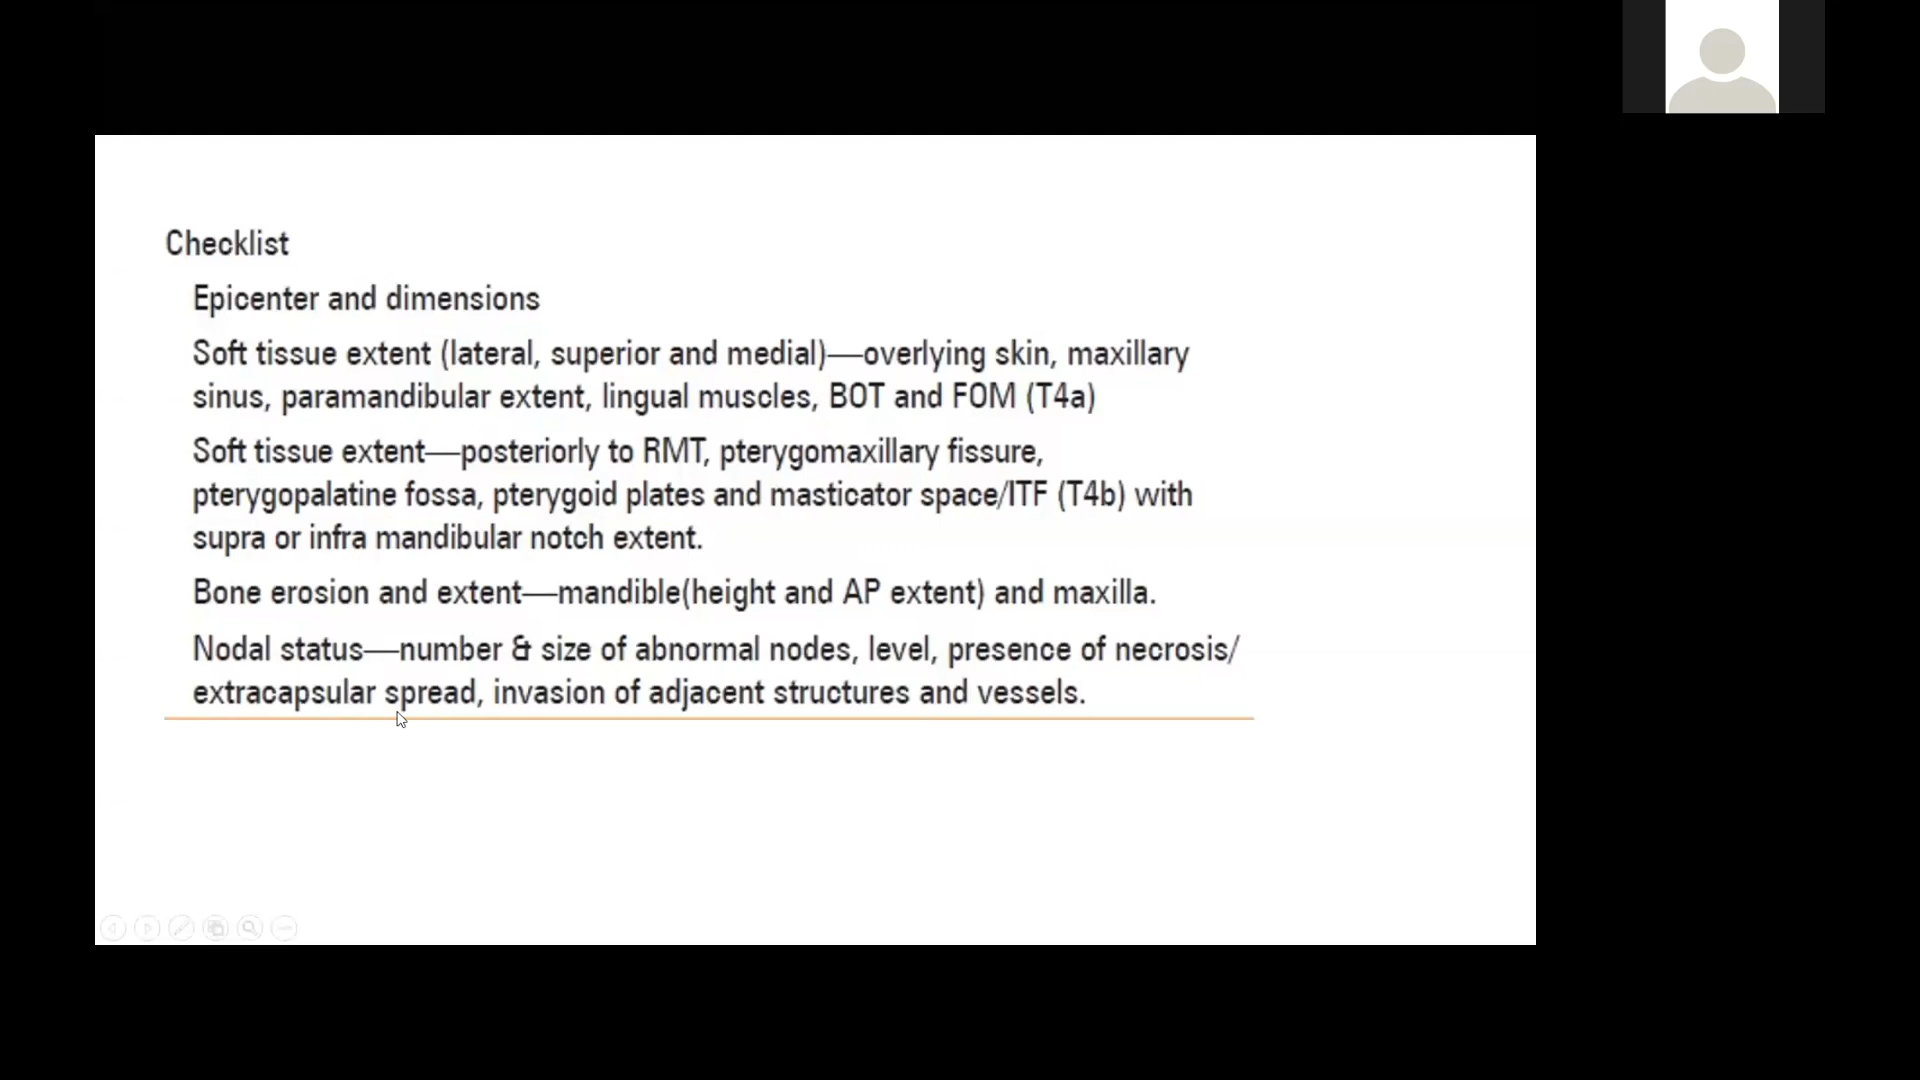 Checklist
Epicenter and dimensions
Soft tissue extent (lateral, superior and medial)—overlying skin, maxillary
sinus, paramandibular extent, lingual muscles, BOT and FOM (T4a)
Soft tissue extent—posteriorly to RMT, pterygomaxillary fissure,
pterygopalatine fossa, pterygoid plates and masticator space/ITF (T4b) with
supra or infra mandibular notch extent.
Bone erosion and extent—mandible(height and AP extent) and maxilla.
Nodal status—number & size of abnormal nodes, level, presence of necrosis/
extracapsular spread, invasion of adjacent structures and vessels.